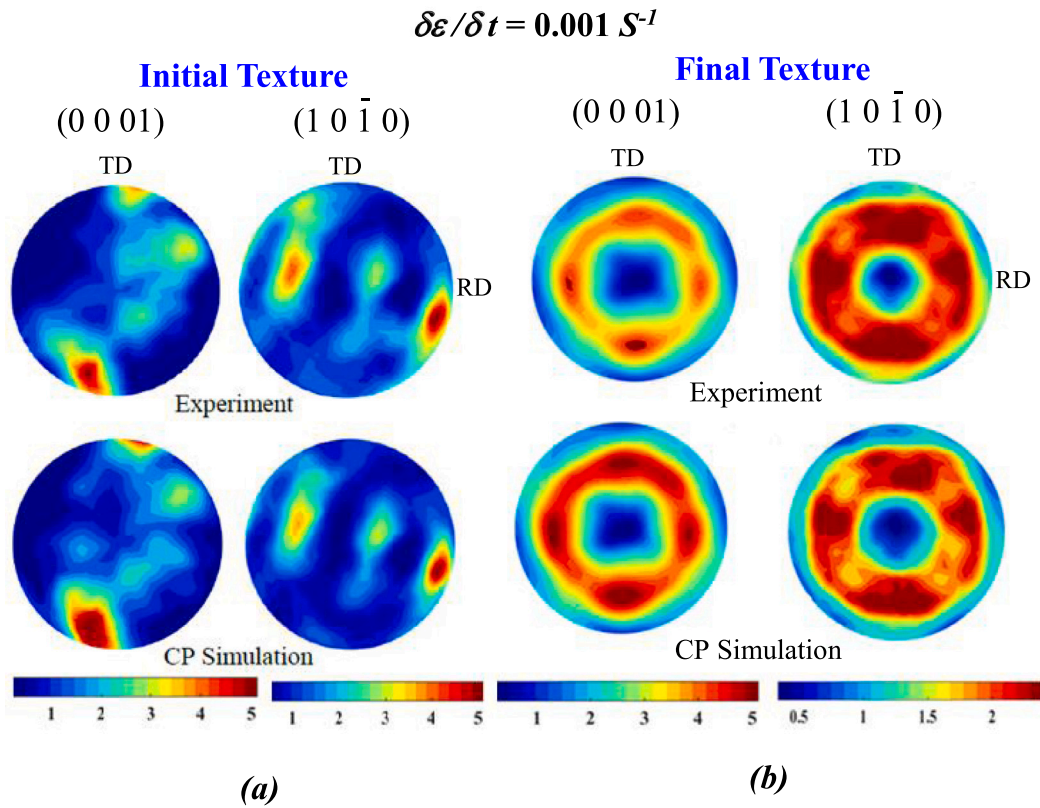 δε/δt = 0.001 S⁻¹
Initial Texture
Final Texture
(0 0 01)
(1 0 1̄ 0)
(0 0 01)
(1 0 1̄ 0)
TD
TD
TD
TD
RD
RD
Experiment
Experiment
CP Simulation
CP Simulation
1 2 3 4 5
1 2 3 4 5
1 2 3 4 5
0.5 1 1.5 2
(a)
(b)